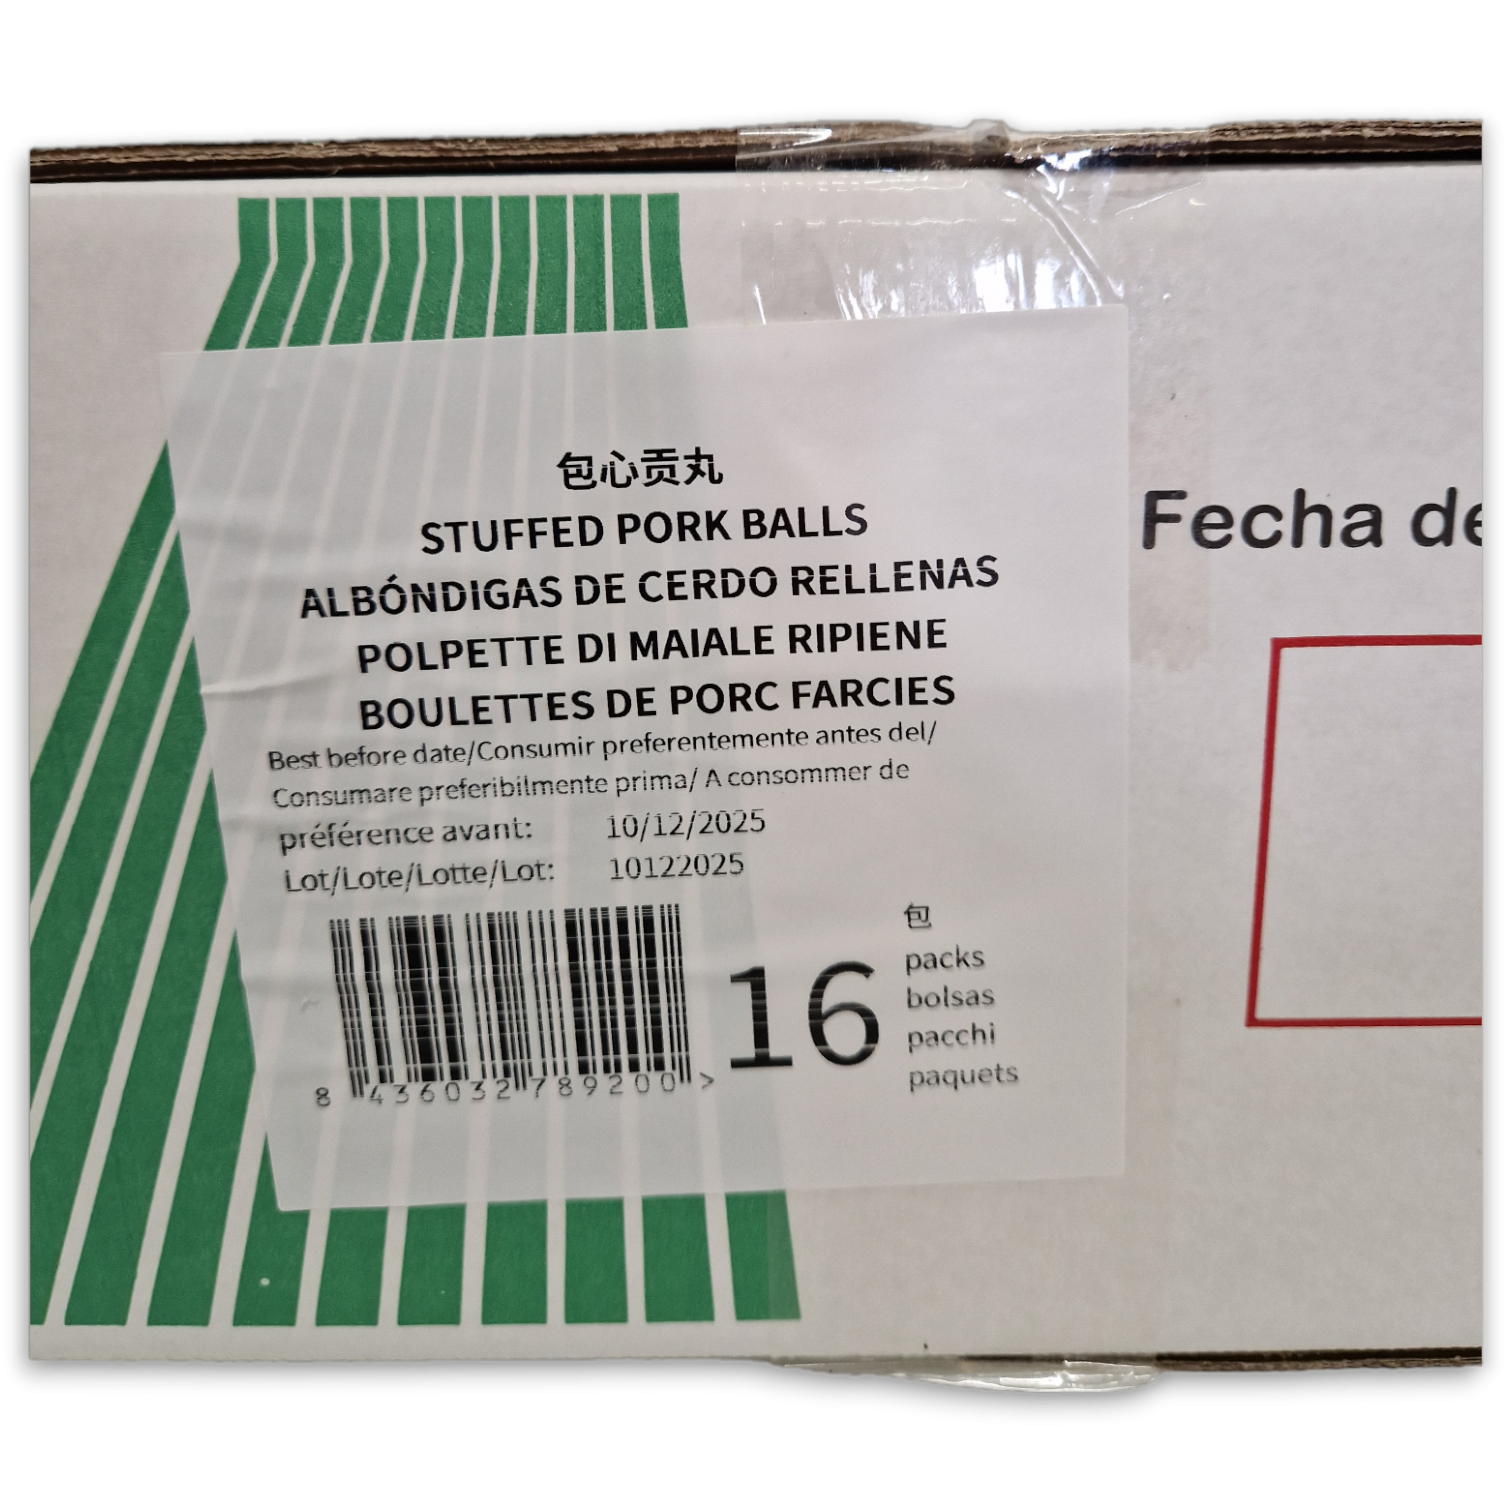 包心贡丸
STUFFED PORK BALLS
ALBÓNDIGAS DE CERDO RELLENAS
POLPETTE DI MAIALE RIPIENE
BOULETTES DE PORC FARCIES
Best before date/Consumir preferentemente antes del/
Consumare preferibilmente prima/ A consommer de
préférence avant: 10/12/2025
Lot/Lote/Lotte/Lot: 10122025
8 436032 789200 >
16
包
packs
bolsas
pacchi
paquets
Fecha de